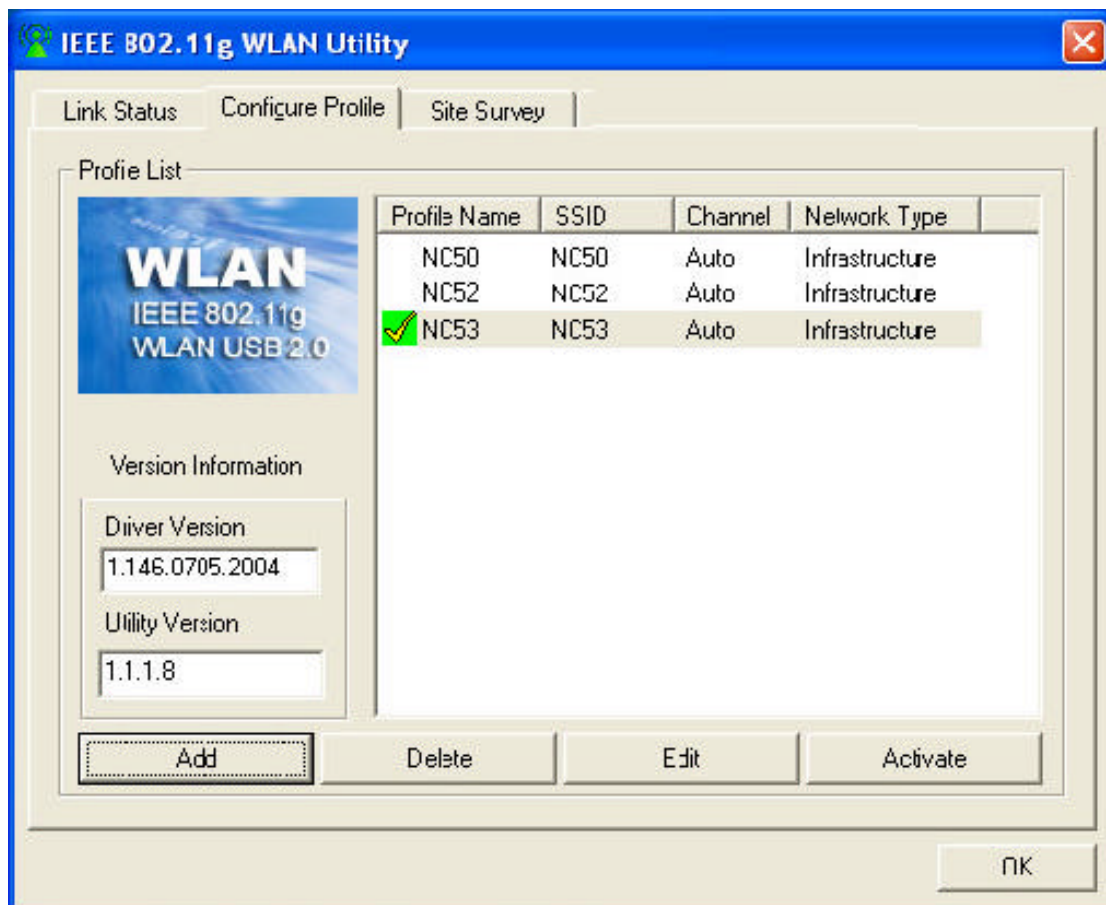 IEEE 802.11g WLAN Utility
Link Status Configure Profile Site Survey
Profile List
WLAN
IEEE 802.11g
WLAN USB 2.0
Profile Name SSID Channel Network Type
NC50 NC50 Auto Infrastructure
NC52 NC52 Auto Infrastructure
NC53 NC53 Auto Infrastructure
Version Information
Driver Version
1.146.0705.2004
Utility Version
1.1.1.8
Add Delete Edit Activate
OK